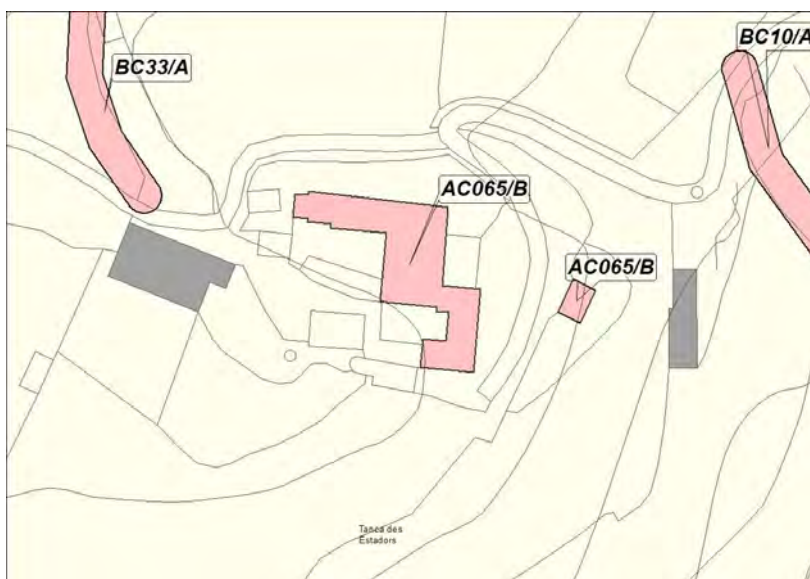 BC10/A
BC33/A
AC065/B
AC065/B
Tanca des
Estadors